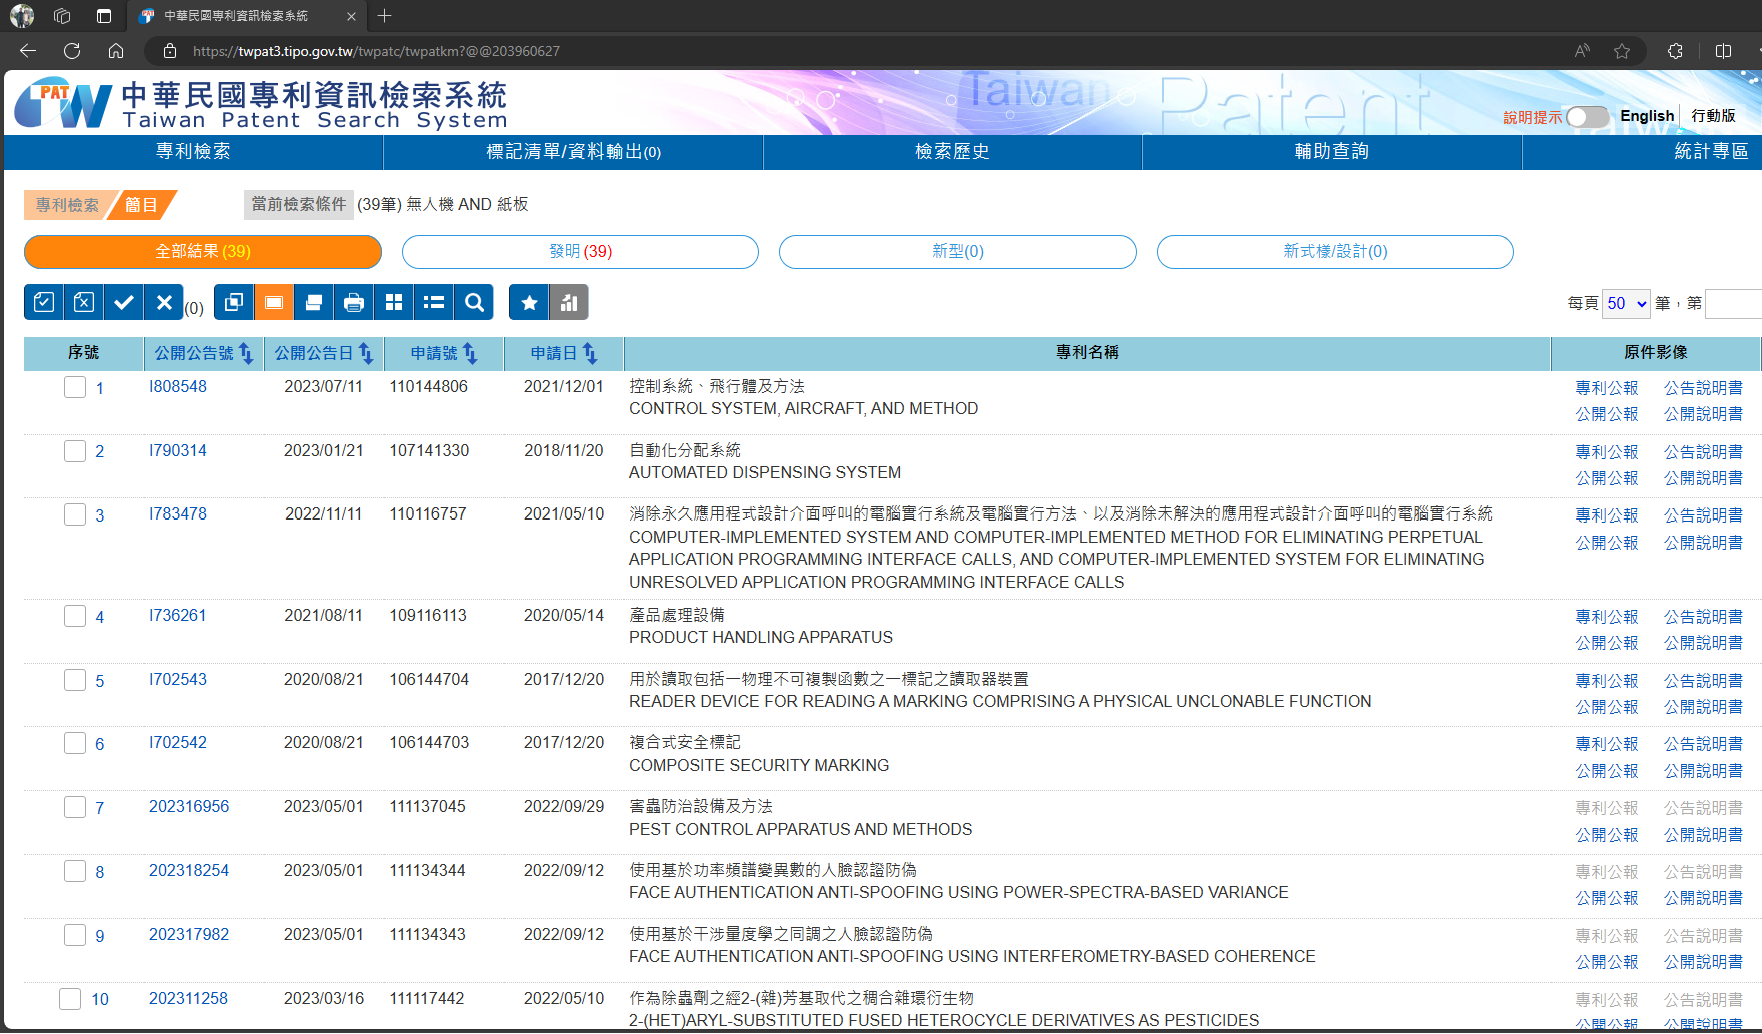 中華民國專利資訊檢索系統
https://twpat3.tipo.gov.tw/twpatc/twpatkm?@@203960627
PAT TW 中華民國專利資訊檢索系統
Taiwan Patent Search System
Taiwan Patent
說明提示 English 行動版
專利檢索 標記清單/資料輸出(0) 檢索歷史 輔助查詢 統計專區
專利檢索 簡目 當前檢索條件 (39筆) 無人機 AND 紙板
全部結果 (39) 發明 (39) 新型(0) 新式樣/設計(0)
(0) 每頁 50 筆，第
序號 公開公告號 公開公告日 申請號 申請日 專利名稱 原件影像
1 I808548 2023/07/11 110144806 2021/12/01 控制系統、飛行體及方法 專利公報 公告說明書
CONTROL SYSTEM, AIRCRAFT, AND METHOD 公開公報 公開說明書
2 I790314 2023/01/21 107141330 2018/11/20 自動化分配系統 專利公報 公告說明書
AUTOMATED DISPENSING SYSTEM 公開公報 公開說明書
3 I783478 2022/11/11 110116757 2021/05/10 消除永久應用程式設計介面呼叫的電腦實行系統及電腦實行方法、以及消除未解決的應用程式設計介面呼叫的電腦實行系統 專利公報 公告說明書
COMPUTER-IMPLEMENTED SYSTEM AND COMPUTER-IMPLEMENTED METHOD FOR ELIMINATING PERPETUAL 公開公報 公開說明書
APPLICATION PROGRAMMING INTERFACE CALLS, AND COMPUTER-IMPLEMENTED SYSTEM FOR ELIMINATING
UNRESOLVED APPLICATION PROGRAMMING INTERFACE CALLS
4 I736261 2021/08/11 109116113 2020/05/14 產品處理設備 專利公報 公告說明書
PRODUCT HANDLING APPARATUS 公開公報 公開說明書
5 I702543 2020/08/21 106144704 2017/12/20 用於讀取包括一物理不可複製函數之一標記之讀取器裝置 專利公報 公告說明書
READER DEVICE FOR READING A MARKING COMPRISING A PHYSICAL UNCLONABLE FUNCTION 公開公報 公開說明書
6 I702542 2020/08/21 106144703 2017/12/20 複合式安全標記 專利公報 公告說明書
COMPOSITE SECURITY MARKING 公開公報 公開說明書
7 202316956 2023/05/01 111137045 2022/09/29 害蟲防治設備及方法 專利公報 公告說明書
PEST CONTROL APPARATUS AND METHODS 公開公報 公開說明書
8 202318254 2023/05/01 111134344 2022/09/12 使用基於功率頻譜變異數的人臉認證防偽 專利公報 公告說明書
FACE AUTHENTICATION ANTI-SPOOFING USING POWER-SPECTRA-BASED VARIANCE 公開公報 公開說明書
9 202317982 2023/05/01 111134343 2022/09/12 使用基於干涉量度學之同調之人臉認證防偽 專利公報 公告說明書
FACE AUTHENTICATION ANTI-SPOOFING USING INTERFEROMETRY-BASED COHERENCE 公開公報 公開說明書
10 202311258 2023/03/16 111117442 2022/05/10 作為除蟲劑之經2-(雜)芳基取代之稠合雜環衍生物 專利公報 公告說明書
2-(HET)ARYL-SUBSTITUTED FUSED HETEROCYCLE DERIVATIVES AS PESTICIDES 公開公報 公開說明書